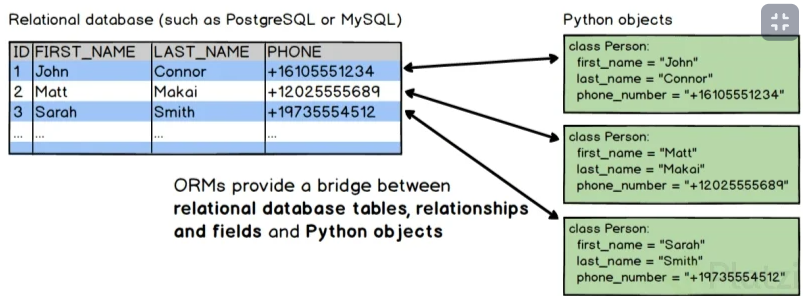 Relational database (such as PostgreSQL or MySQL)
ID FIRST_NAME LAST_NAME PHONE
1 John Connor +16105551234
2 Matt Makai +12025555689
3 Sarah Smith +19735554512
... ... ... ...
ORMs provide a bridge between
relational database tables, relationships
and fields and Python objects
Python objects
class Person:
first_name = "John"
last_name = "Connor"
phone_number = "+16105551234"
class Person:
first_name = "Matt"
last_name = "Makai"
phone_number = "+12025555689"
class Person:
first_name = "Sarah"
last_name = "Smith"
phone_number = "+19735554512"
Platzi